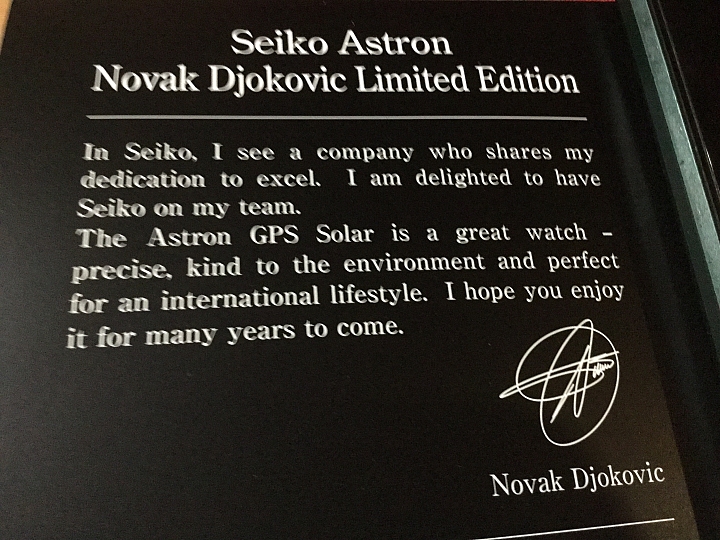 Seiko Astron
Novak Djokovic Limited Edition
In Seiko, I see a company who shares my
dedication to excel. I am delighted to have
Seiko on my team.
The Astron GPS Solar is a great watch –
precise, kind to the environment and perfect
for an international lifestyle. I hope you enjoy
it for many years to come.
Novak Djokovic